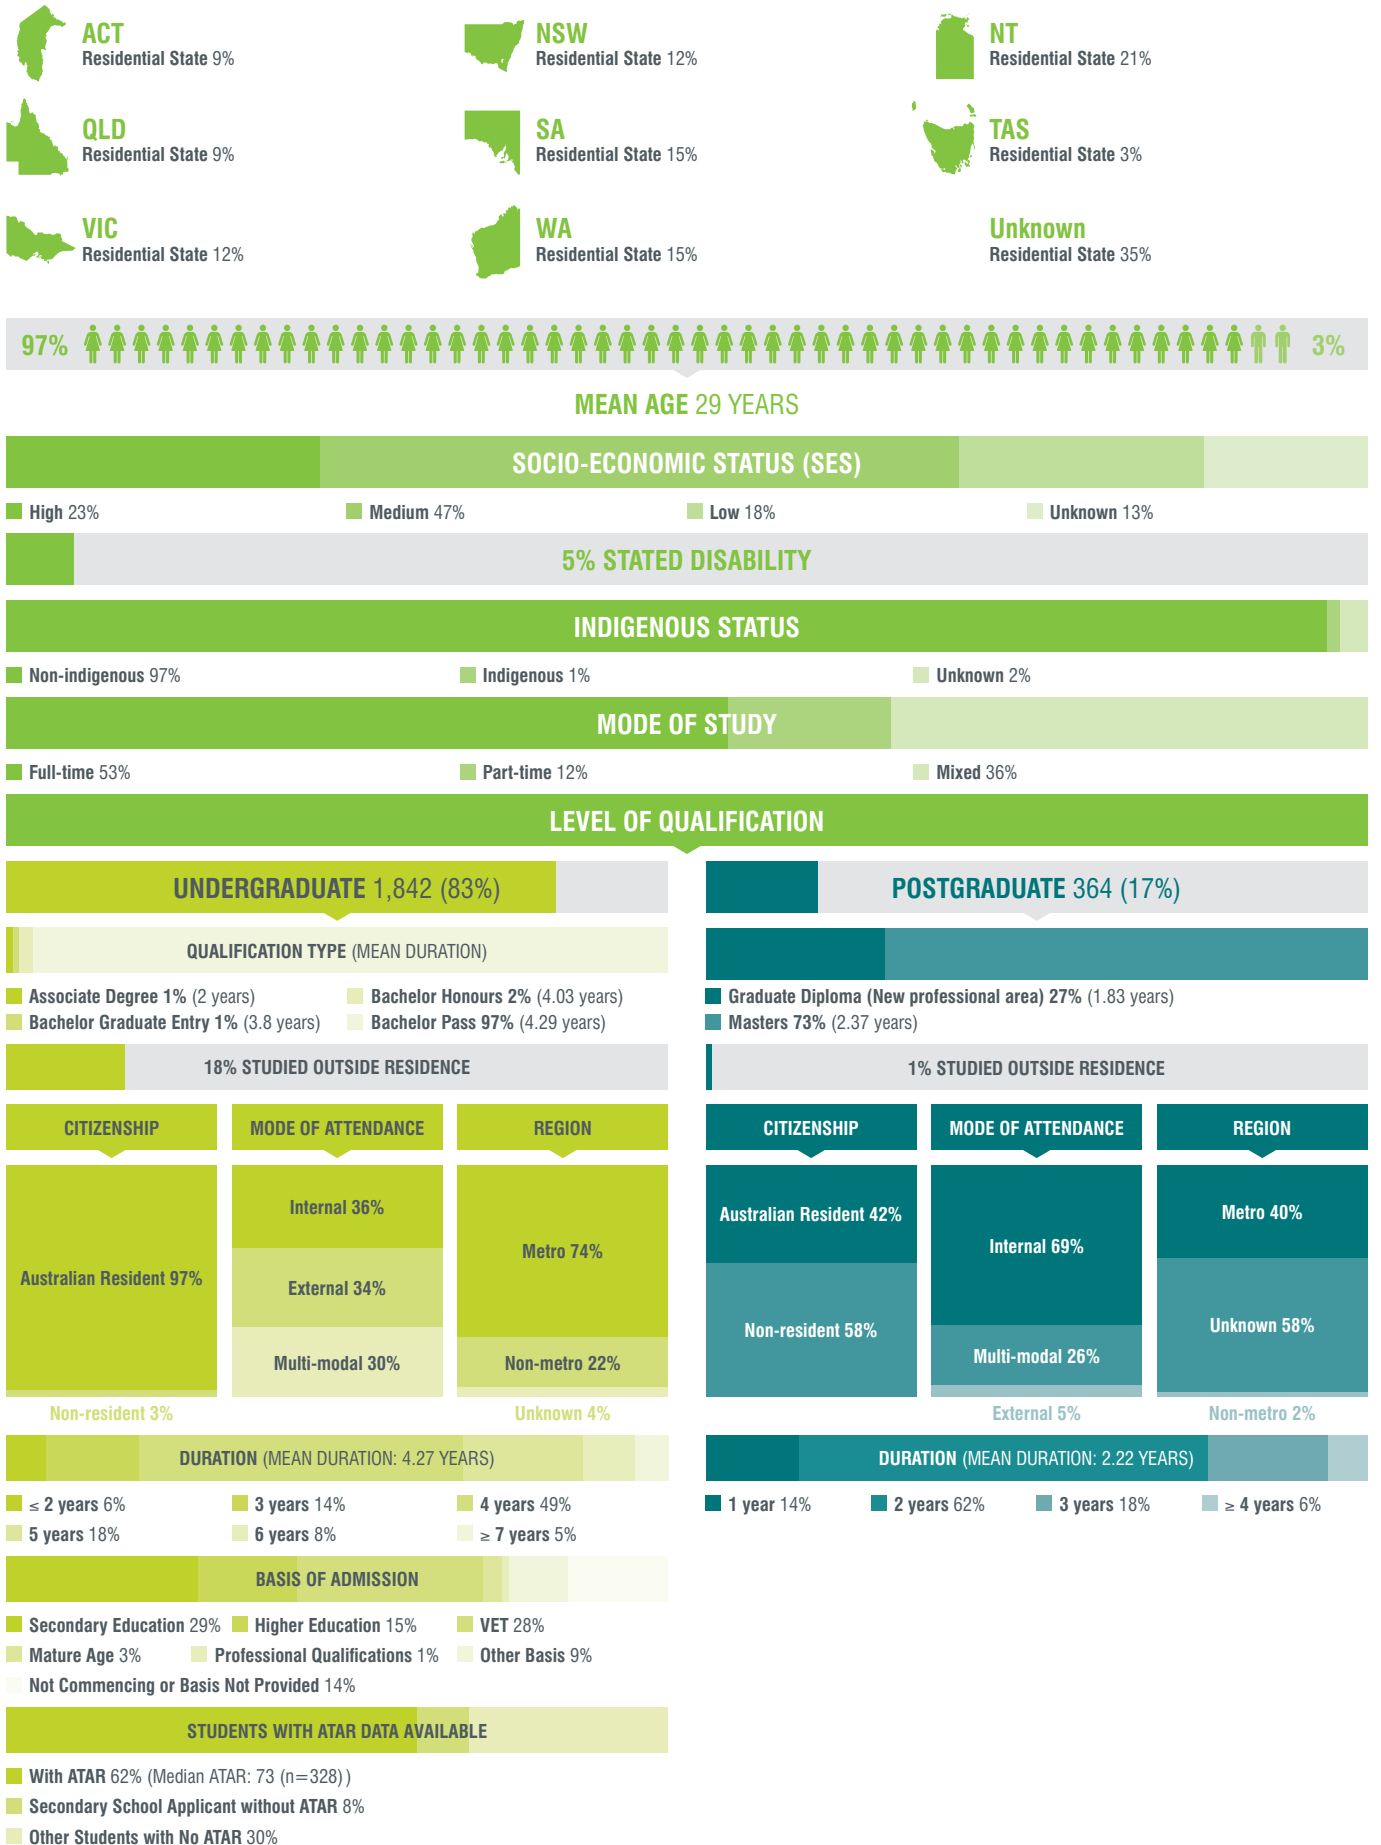 ACT
Residential State 9%
NSW
Residential State 12%
NT
Residential State 21%
QLD
Residential State 9%
SA
Residential State 15%
TAS
Residential State 3%
VIC
Residential State 12%
WA
Residential State 15%
Unknown
Residential State 35%
97%
3%
MEAN AGE 29 YEARS
SOCIO-ECONOMIC STATUS (SES)
High 23%
Medium 47%
Low 18%
Unknown 13%
5% STATED DISABILITY
INDIGENOUS STATUS
Non-indigenous 97%
Indigenous 1%
Unknown 2%
MODE OF STUDY
Full-time 53%
Part-time 12%
Mixed 36%
LEVEL OF QUALIFICATION
UNDERGRADUATE 1,842 (83%)
QUALIFICATION TYPE (MEAN DURATION)
Associate Degree 1% (2 years)
Bachelor Honours 2% (4.03 years)
Bachelor Graduate Entry 1% (3.8 years)
Bachelor Pass 97% (4.29 years)
18% STUDIED OUTSIDE RESIDENCE
CITIZENSHIP
Australian Resident 97%
Non-resident 3%
MODE OF ATTENDANCE
Internal 36%
External 34%
Multi-modal 30%
REGION
Metro 74%
Non-metro 22%
Unknown 4%
DURATION (MEAN DURATION: 4.27 YEARS)
≤ 2 years 6%
3 years 14%
4 years 49%
5 years 18%
6 years 8%
≥ 7 years 5%
BASIS OF ADMISSION
Secondary Education 29%
Higher Education 15%
VET 28%
Mature Age 3%
Professional Qualifications 1%
Other Basis 9%
Not Commencing or Basis Not Provided 14%
STUDENTS WITH ATAR DATA AVAILABLE
With ATAR 62% (Median ATAR: 73 (n=328))
Secondary School Applicant without ATAR 8%
Other Students with No ATAR 30%
POSTGRADUATE 364 (17%)
Graduate Diploma (New professional area) 27% (1.83 years)
Masters 73% (2.37 years)
1% STUDIED OUTSIDE RESIDENCE
CITIZENSHIP
Australian Resident 42%
Non-resident 58%
MODE OF ATTENDANCE
Internal 69%
Multi-modal 26%
External 5%
REGION
Metro 40%
Unknown 58%
Non-metro 2%
DURATION (MEAN DURATION: 2.22 YEARS)
1 year 14%
2 years 62%
3 years 18%
≥ 4 years 6%